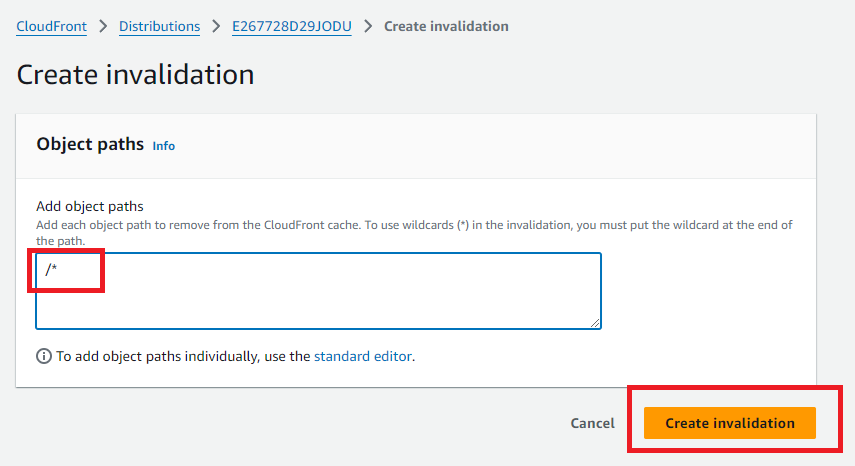 CloudFront > Distributions > E267728D29JODU > Create invalidation
Create invalidation
Object paths Info
Add object paths
Add each object path to remove from the CloudFront cache. To use wildcards (*) in the invalidation, you must put the wildcard at the end of
the path.
/*
To add object paths individually, use the standard editor.
Cancel Create invalidation